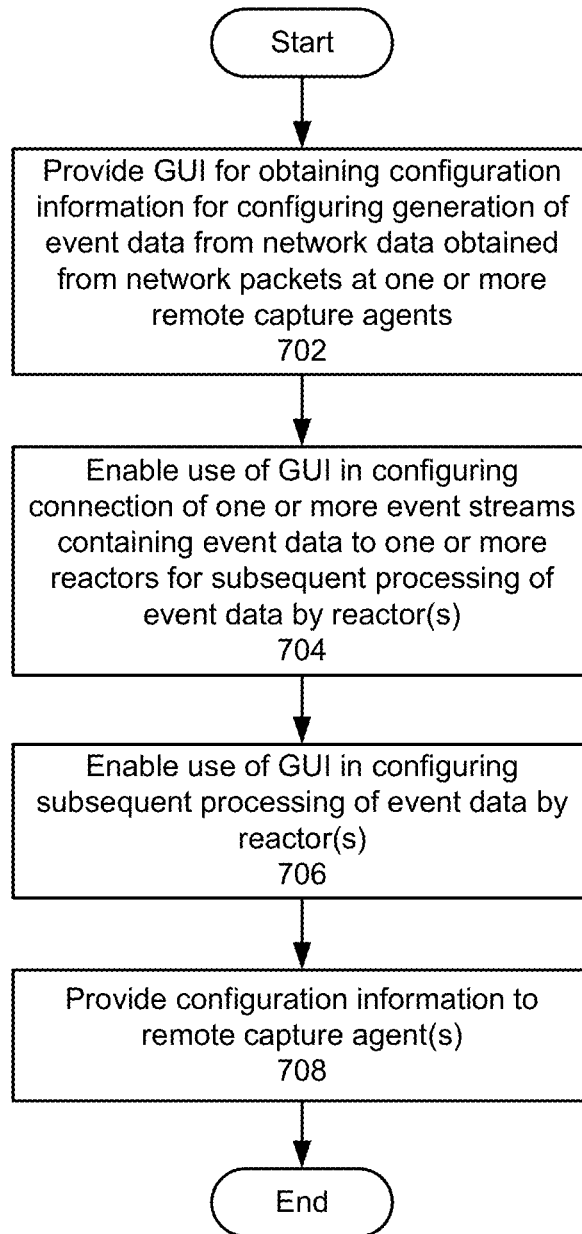 Start
Provide GUI for obtaining configuration
information for configuring generation of
event data from network data obtained
from network packets at one or more
remote capture agents
702
Enable use of GUI in configuring
connection of one or more event streams
containing event data to one or more
reactors for subsequent processing of
event data by reactor(s)
704
Enable use of GUI in configuring
subsequent processing of event data by
reactor(s)
706
Provide configuration information to
remote capture agent(s)
708
End